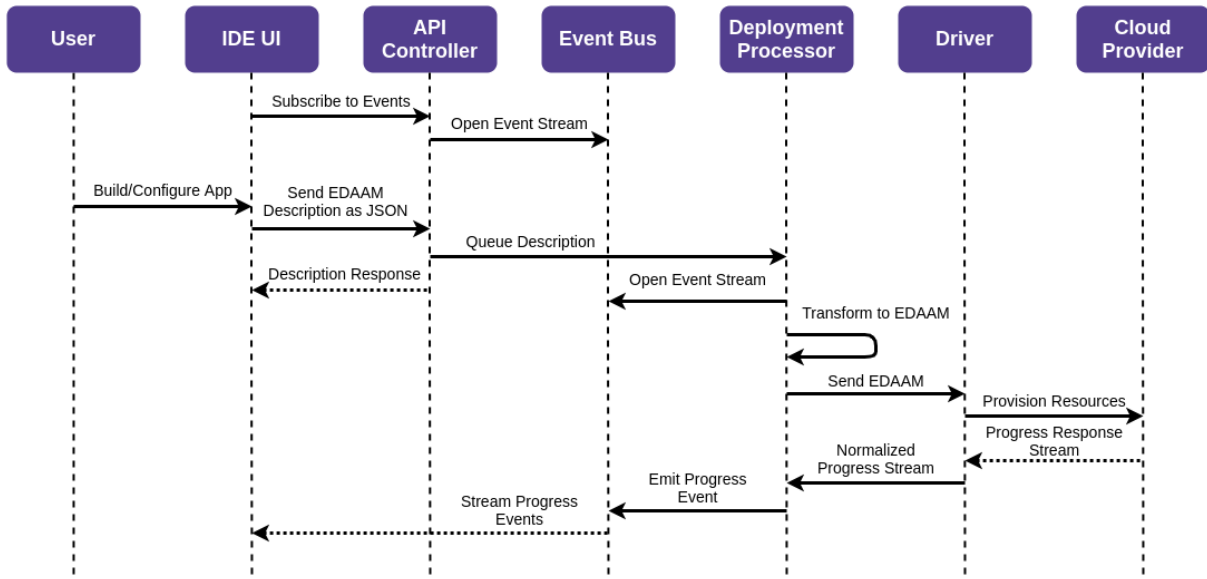 User
IDE UI
API
Controller
Event Bus
Deployment
Processor
Driver
Cloud
Provider
Subscribe to Events
Open Event Stream
Build/Configure App
Send EDAAM
Description as JSON
Queue Description
Description Response
Open Event Stream
Transform to EDAAM
Send EDAAM
Provision Resources
Progress Response
Stream
Normalized
Progress Stream
Emit Progress
Event
Stream Progress
Events